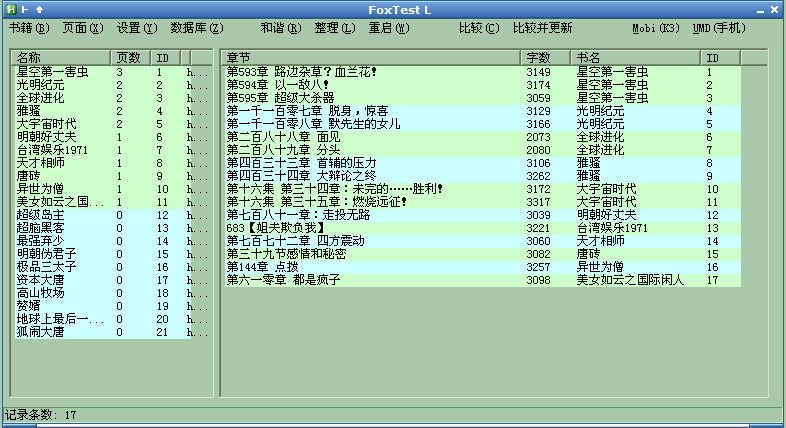 FoxTest L
书籍(B) 页面(X) 设置(Y) 数据库(Z) 和谐(R) 整理(L) 重启(W) 比较(C) 比较并更新 Mobi(K3) UMD(手机)
名称 页数 ID
星空第一害虫 3 1 h...
光明纪元 2 2 h...
全球进化 2 3 h...
雅骚 2 4 h...
大宇宙时代 2 5 h...
明朝好丈夫 1 6 h...
台湾娱乐1971 1 7 h...
天才相师 1 8 h...
唐砖 1 9 h...
异世为僧 1 10 h...
美女如云之国... 1 11 h...
超级岛主 0 12 h...
超脑黑客 0 13 h...
最强弃少 0 14 h...
明朝伪君子 0 15 h...
极品三太子 0 16 h...
资本大唐 0 17 h...
高山牧场 0 18 h...
赘婿 0 19 h...
地球上最后一... 0 20 h...
狐闹大唐 0 21 h...
章节 字数 书名 ID
第593章 路边杂草？血兰花！ 3149 星空第一害虫 1
第594章 以一敌八！ 3174 星空第一害虫 2
第595章 超级大杀器 3059 星空第一害虫 3
第一千一百零七章 脱身，惊喜 3129 光明纪元 4
第一千一百零八章 默先生的女儿 3166 光明纪元 5
第二百八十八章 面见 2073 全球进化 6
第二百八十九章 分头 2080 全球进化 7
第四百三十三章 首辅的压力 3106 雅骚 8
第四百三十四章 大辩论之终 3262 雅骚 9
第十六集 第三十四章：未完的……胜利！ 3172 大宇宙时代 10
第十六集 第三十五章：燃烧远征！ 3317 大宇宙时代 11
第七百八十一章：走投无路 3039 明朝好丈夫 12
683【姐夫欺负我】 3221 台湾娱乐1971 13
第七百七十二章 四方震动 3060 天才相师 14
第三十九节感情和秘密 3082 唐砖 15
第144章 点拨 3257 异世为僧 16
第六一零章 都是疯子 3098 美女如云之国际闲人 17
记录条数: 17